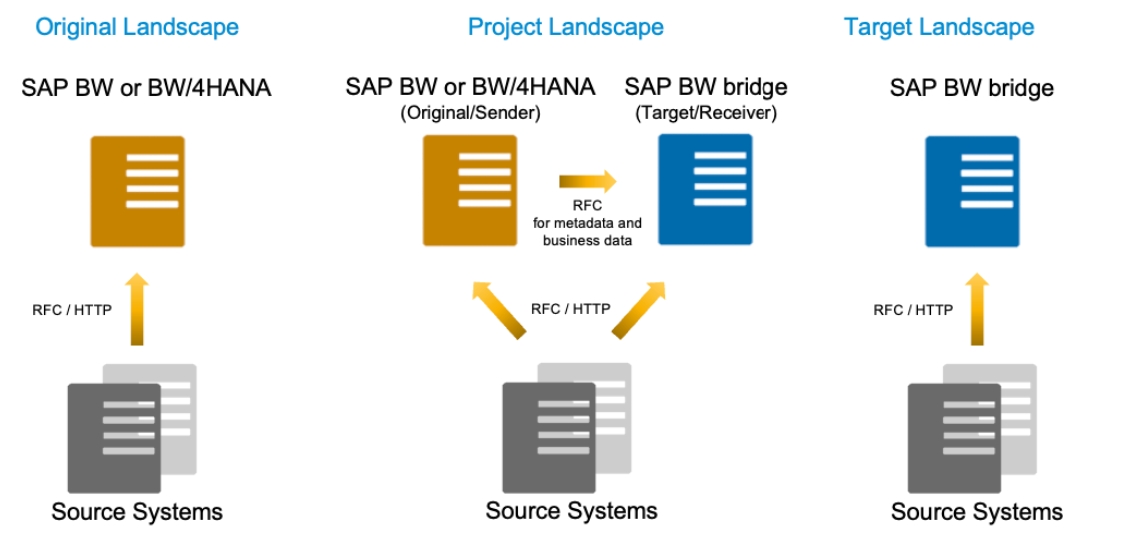 Original Landscape
Project Landscape
Target Landscape
SAP BW or BW/4HANA
SAP BW or BW/4HANA
(Original/Sender)
SAP BW bridge
(Target/Receiver)
SAP BW bridge
RFC
for metadata and
business data
RFC / HTTP
RFC / HTTP
RFC / HTTP
Source Systems
Source Systems
Source Systems